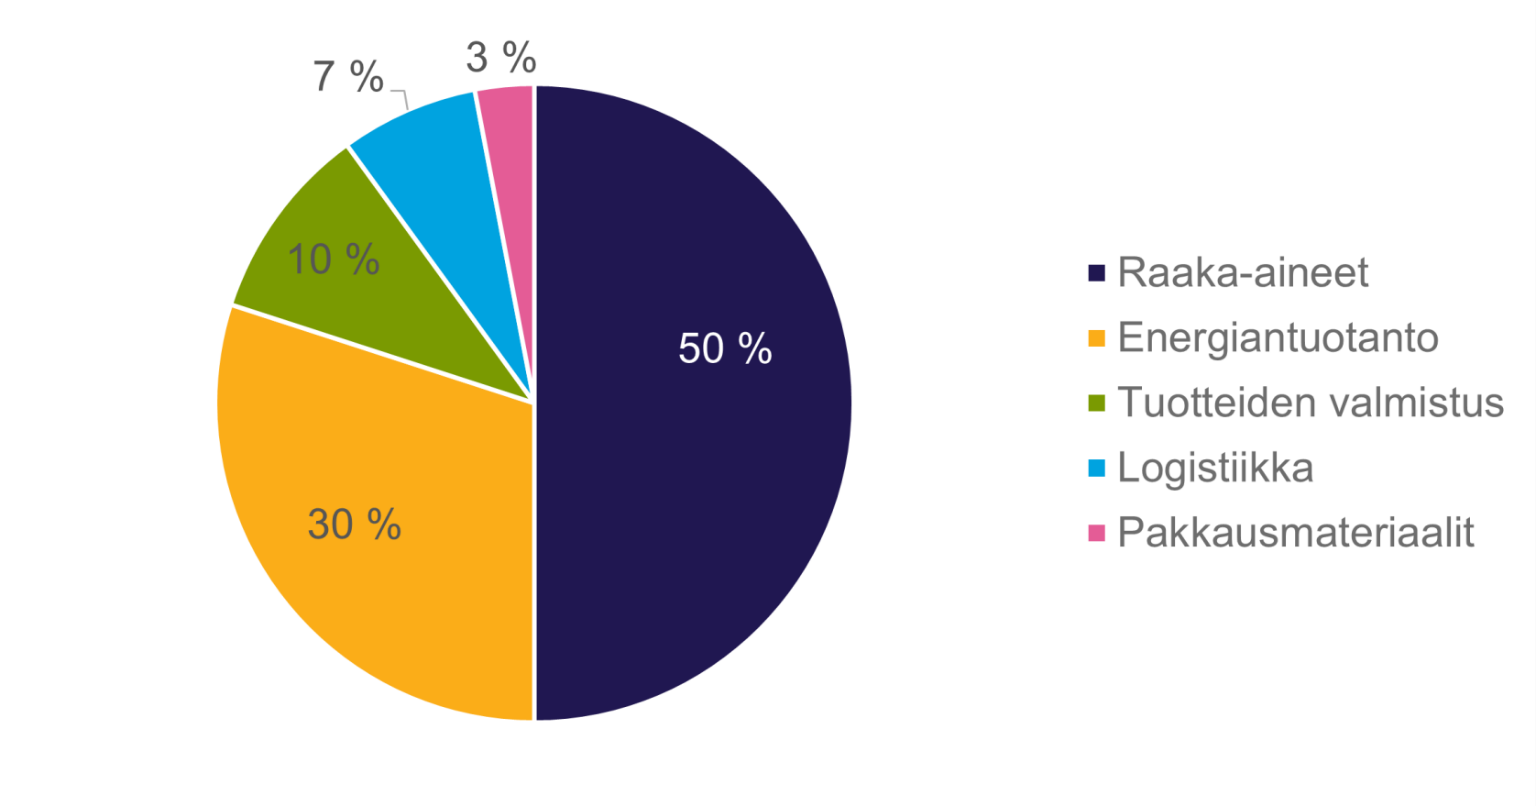 3 %
7 %
10 %
50 %
30 %
Raaka-aineet
Energiantuotanto
Tuotteiden valmistus
Logistiikka
Pakkausmateriaalit